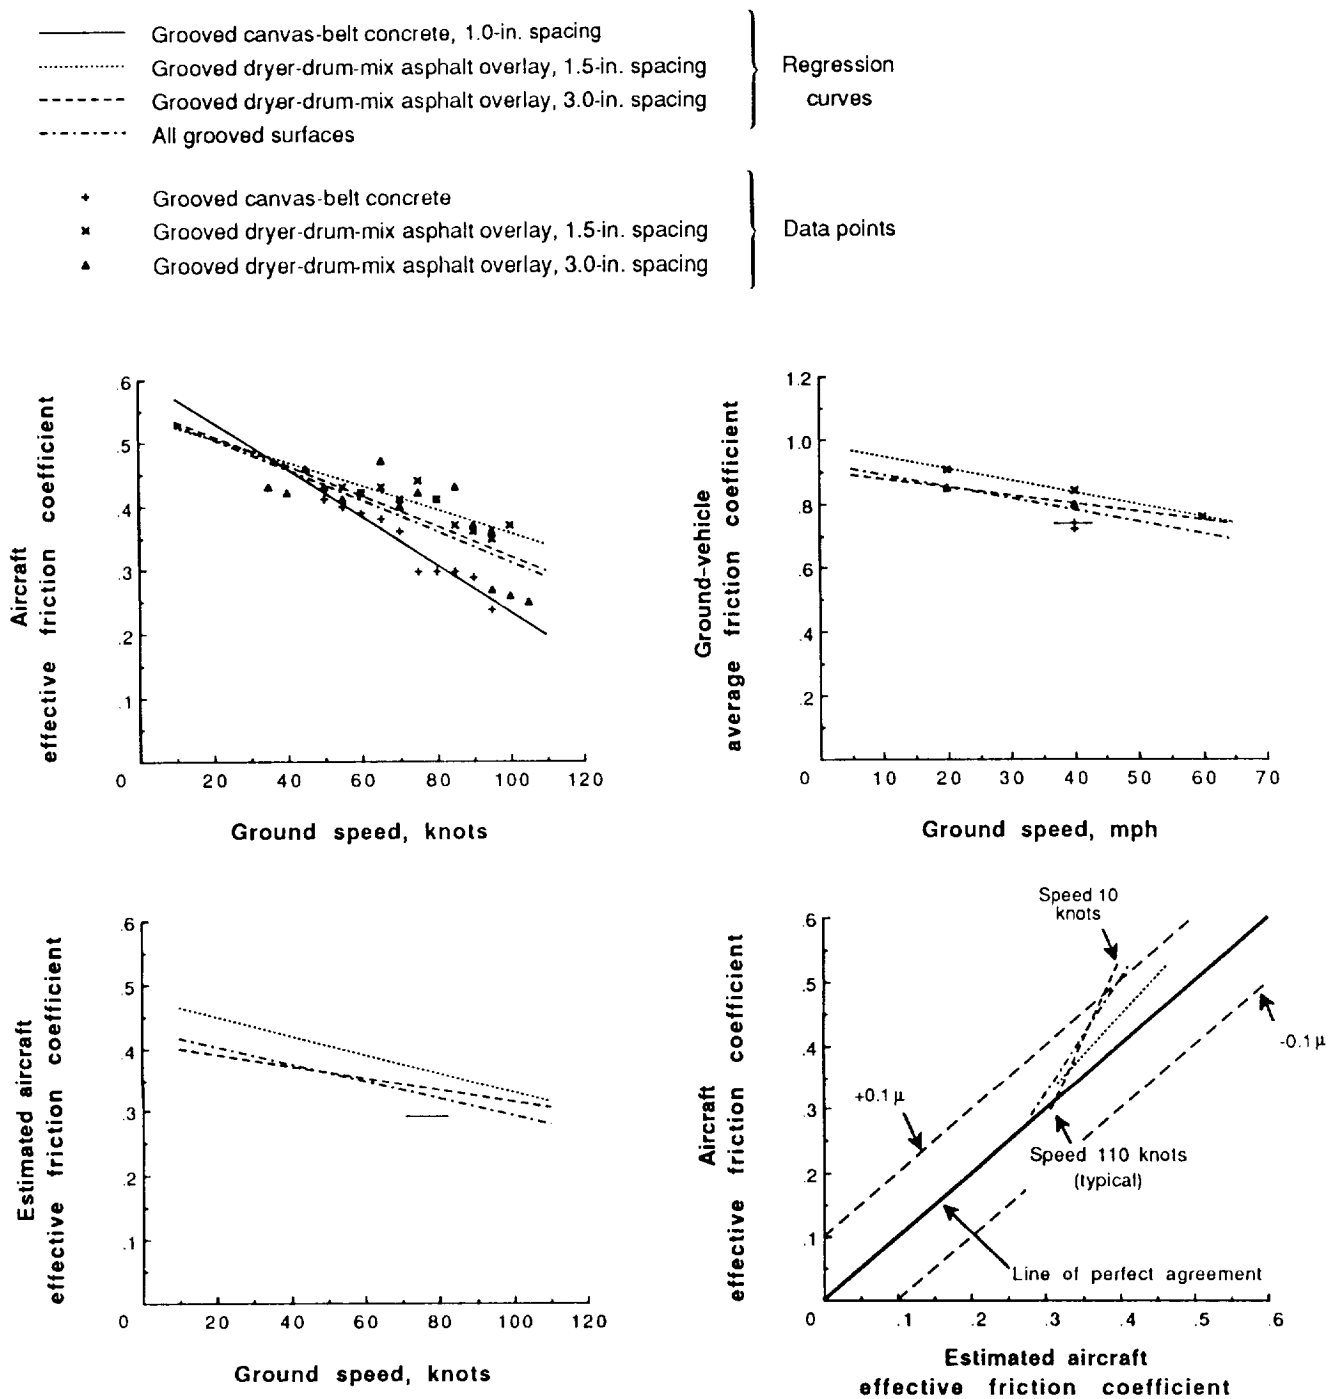 Grooved canvas-belt concrete, 1.0-in. spacing
Grooved dryer-drum-mix asphalt overlay, 1.5-in. spacing
Grooved dryer-drum-mix asphalt overlay, 3.0-in. spacing
All grooved surfaces
Regression
curves
Grooved canvas-belt concrete
Grooved dryer-drum-mix asphalt overlay, 1.5-in. spacing
Grooved dryer-drum-mix asphalt overlay, 3.0-in. spacing
Data points
Aircraft
effective friction coefficient
.6
.5
.4
.3
.2
.1
0 20 40 60 80 100 120
Ground speed, knots
Ground-vehicle
average friction coefficient
1.2
1.0
.8
.6
.4
.2
0 10 20 30 40 50 60 70
Ground speed, mph
Estimated aircraft
effective friction coefficient
.6
.5
.4
.3
.2
.1
0 20 40 60 80 100 120
Ground speed, knots
Aircraft
effective friction coefficient
.6
.5
.4
.3
.2
.1
Speed 10
knots
-0.1 μ
+0.1 μ
Speed 110 knots
(typical)
Line of perfect agreement
0 .1 .2 .3 .4 .5 .6
Estimated aircraft
effective friction coefficient